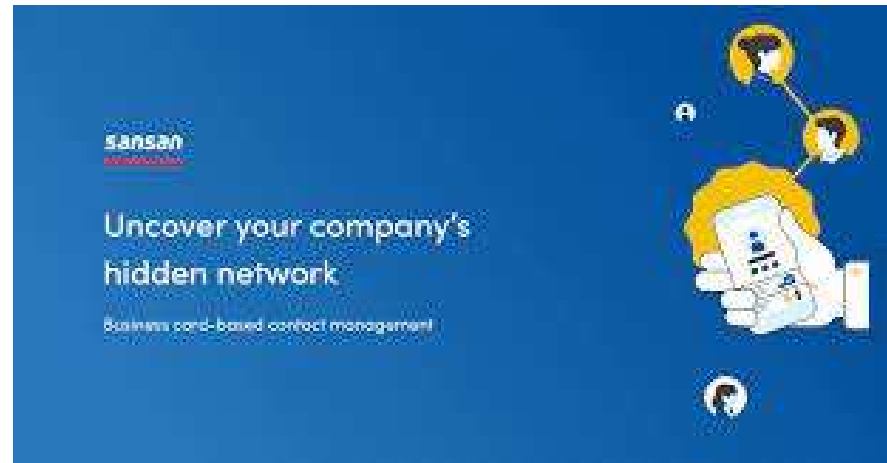 sansan
Uncover your company's
hidden network
Business card-based contact management